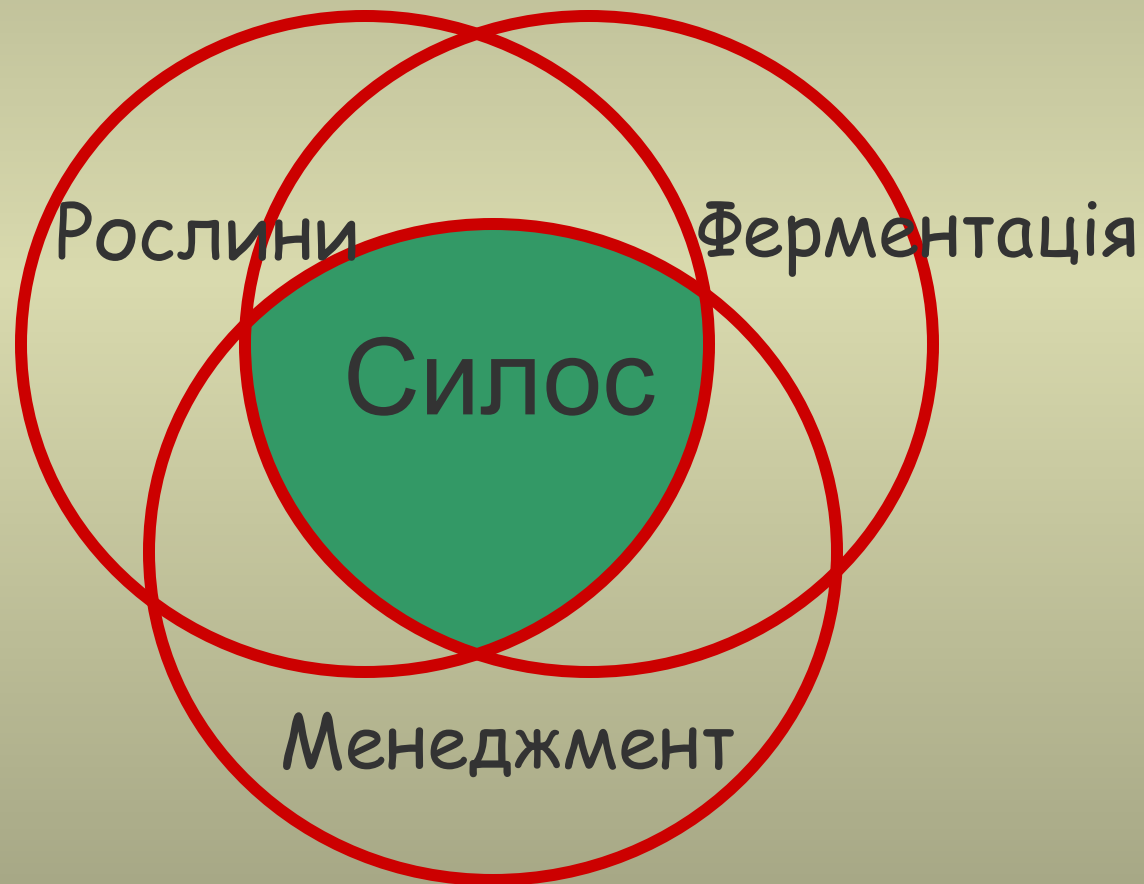 Рослини
Ферментація
Силос
Менеджмент